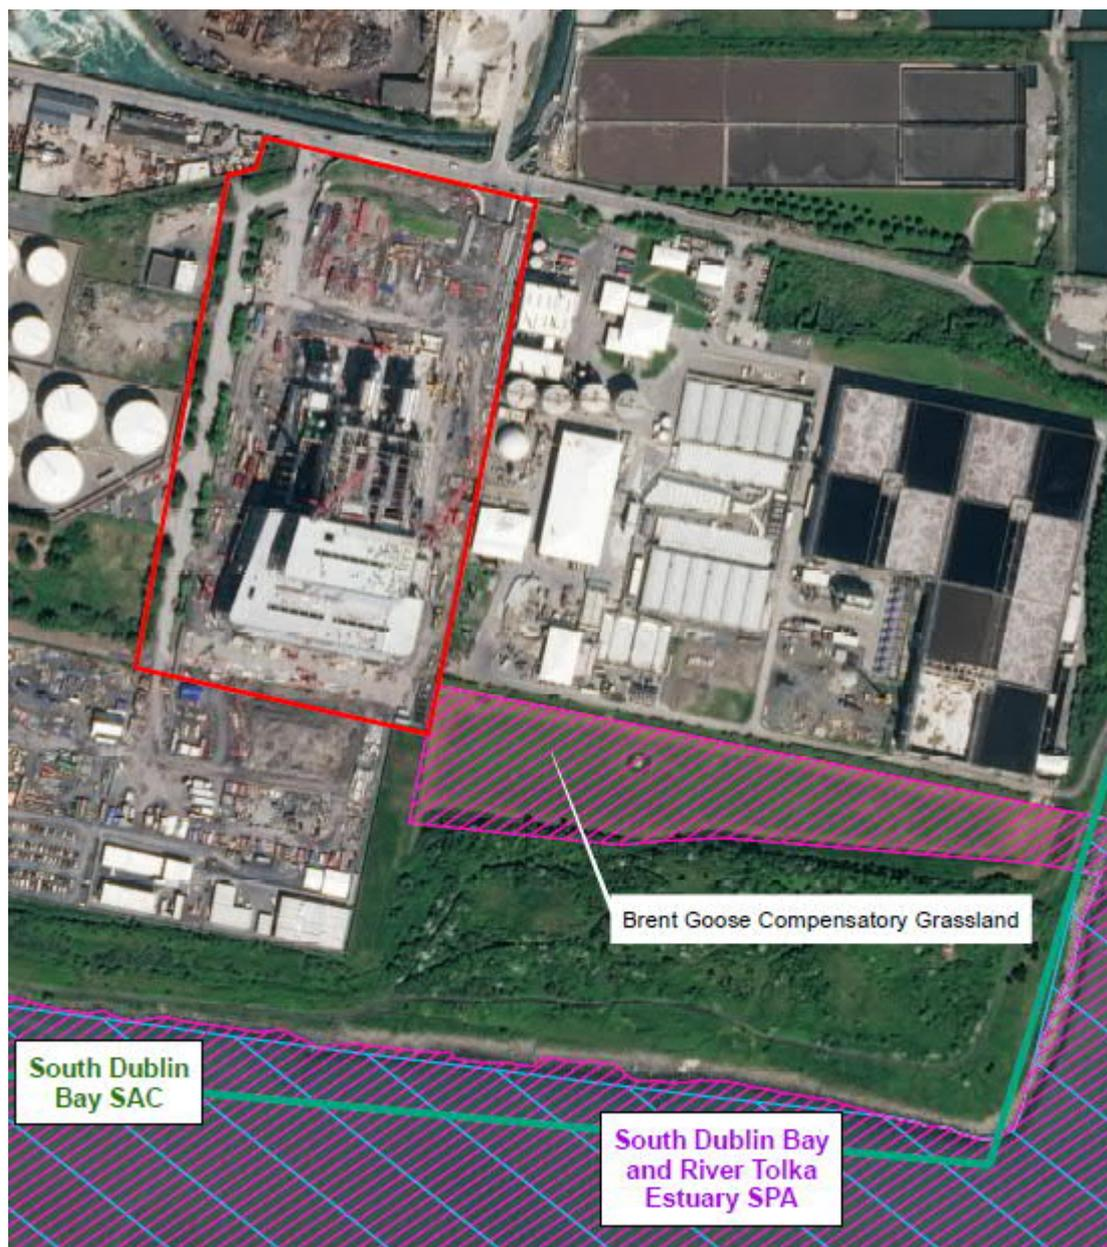 Brent Goose Compensatory Grassland
South Dublin
Bay SAC
South Dublin Bay
and River Tolka
Estuary SPA